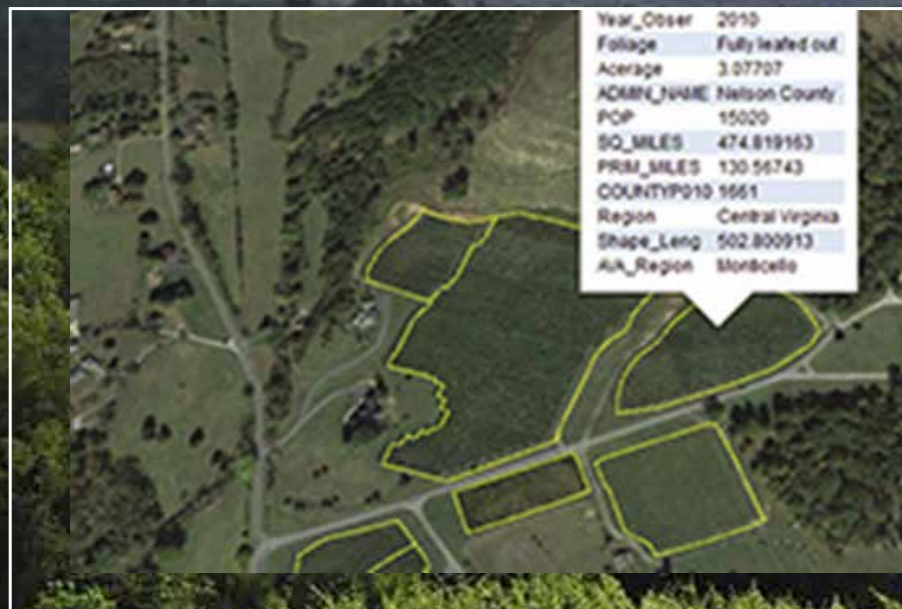 Year_Obser 2010
Foliage Fully leafed out
Acerage 3.07707
ADMIN_NAME Nelson County
POP 15020
SQ_MILES 474.819163
PRIM_MILES 130.56743
COUNTYP010 1661
Region Central Virginia
Shape_Leng 502.800913
AVA_Region Monticello